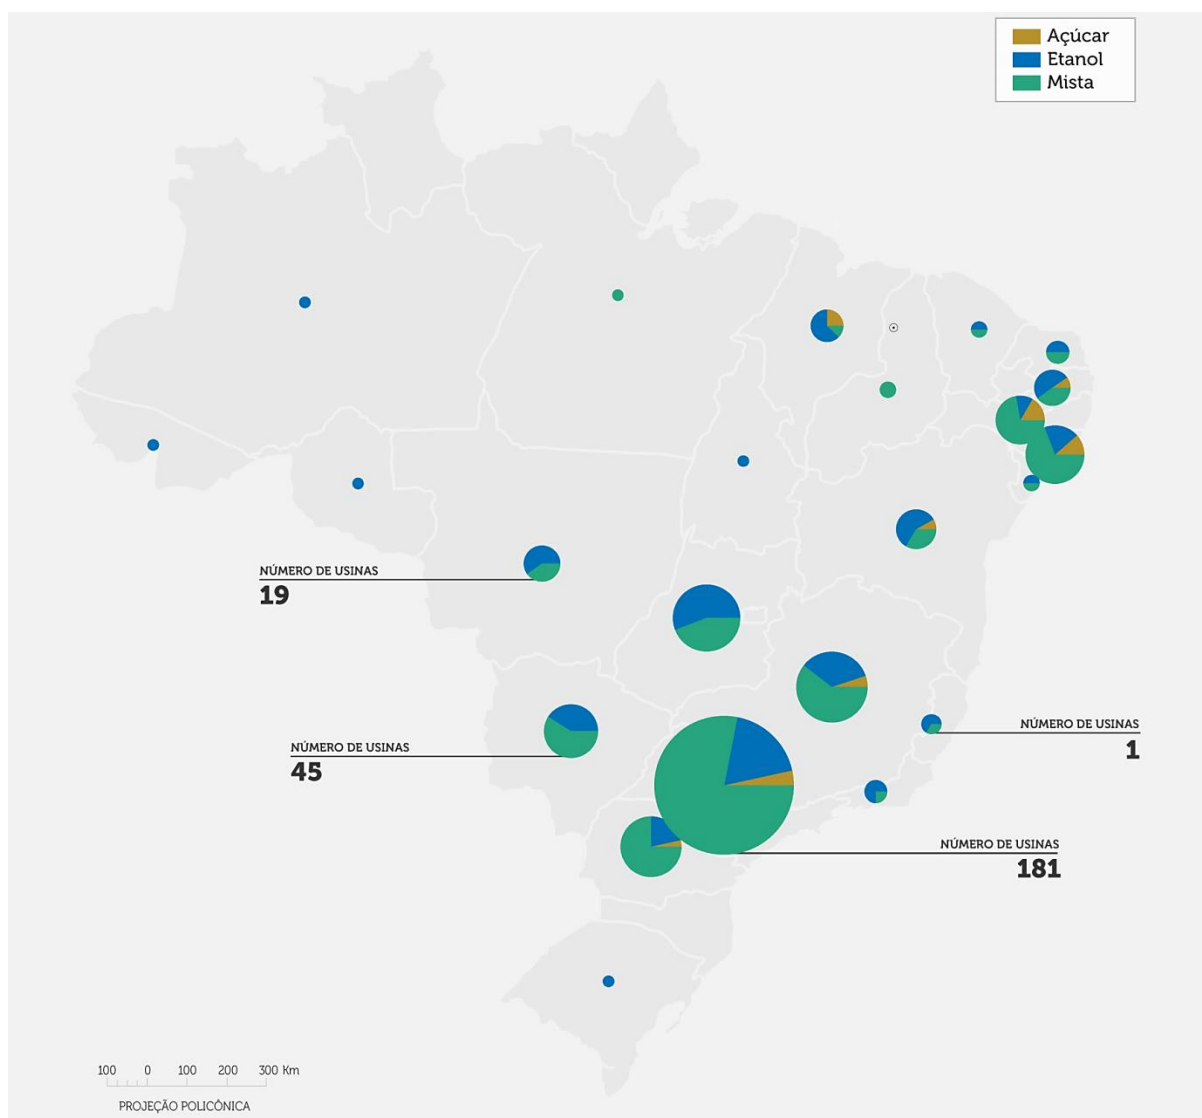 Açúcar
Etanol
Mista
NÚMERO DE USINAS
19
NÚMERO DE USINAS
1
NÚMERO DE USINAS
45
NÚMERO DE USINAS
181
100 0 100 200 300 Km
PROJEÇÃO POLICÔNICA